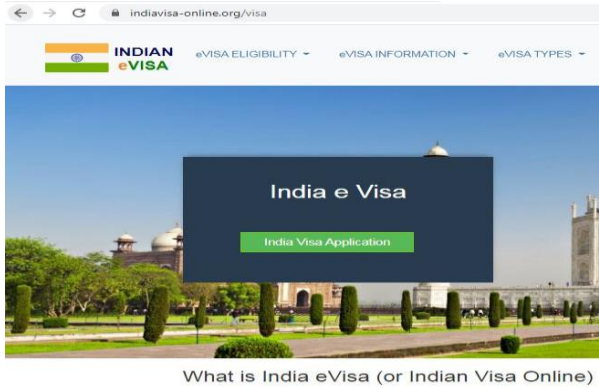 indiavisa-online.org/visa
INDIAN eVISA ELIGIBILITY eVISA INFORMATION eVISA TYPES
eVISA
India e Visa
India Visa Application
What is India eVisa (or Indian Visa Online)